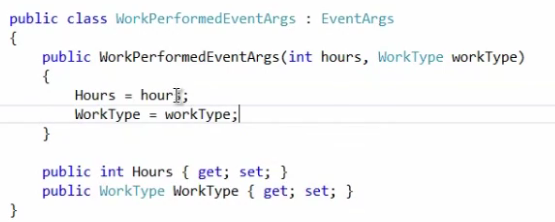 public class WorkPerformedEventArgs : EventArgs
{
    public WorkPerformedEventArgs(int hours, WorkType workType)
    {
        Hours = hours;
        WorkType = workType;
    }

    public int Hours { get; set; }
    public WorkType WorkType { get; set; }
}